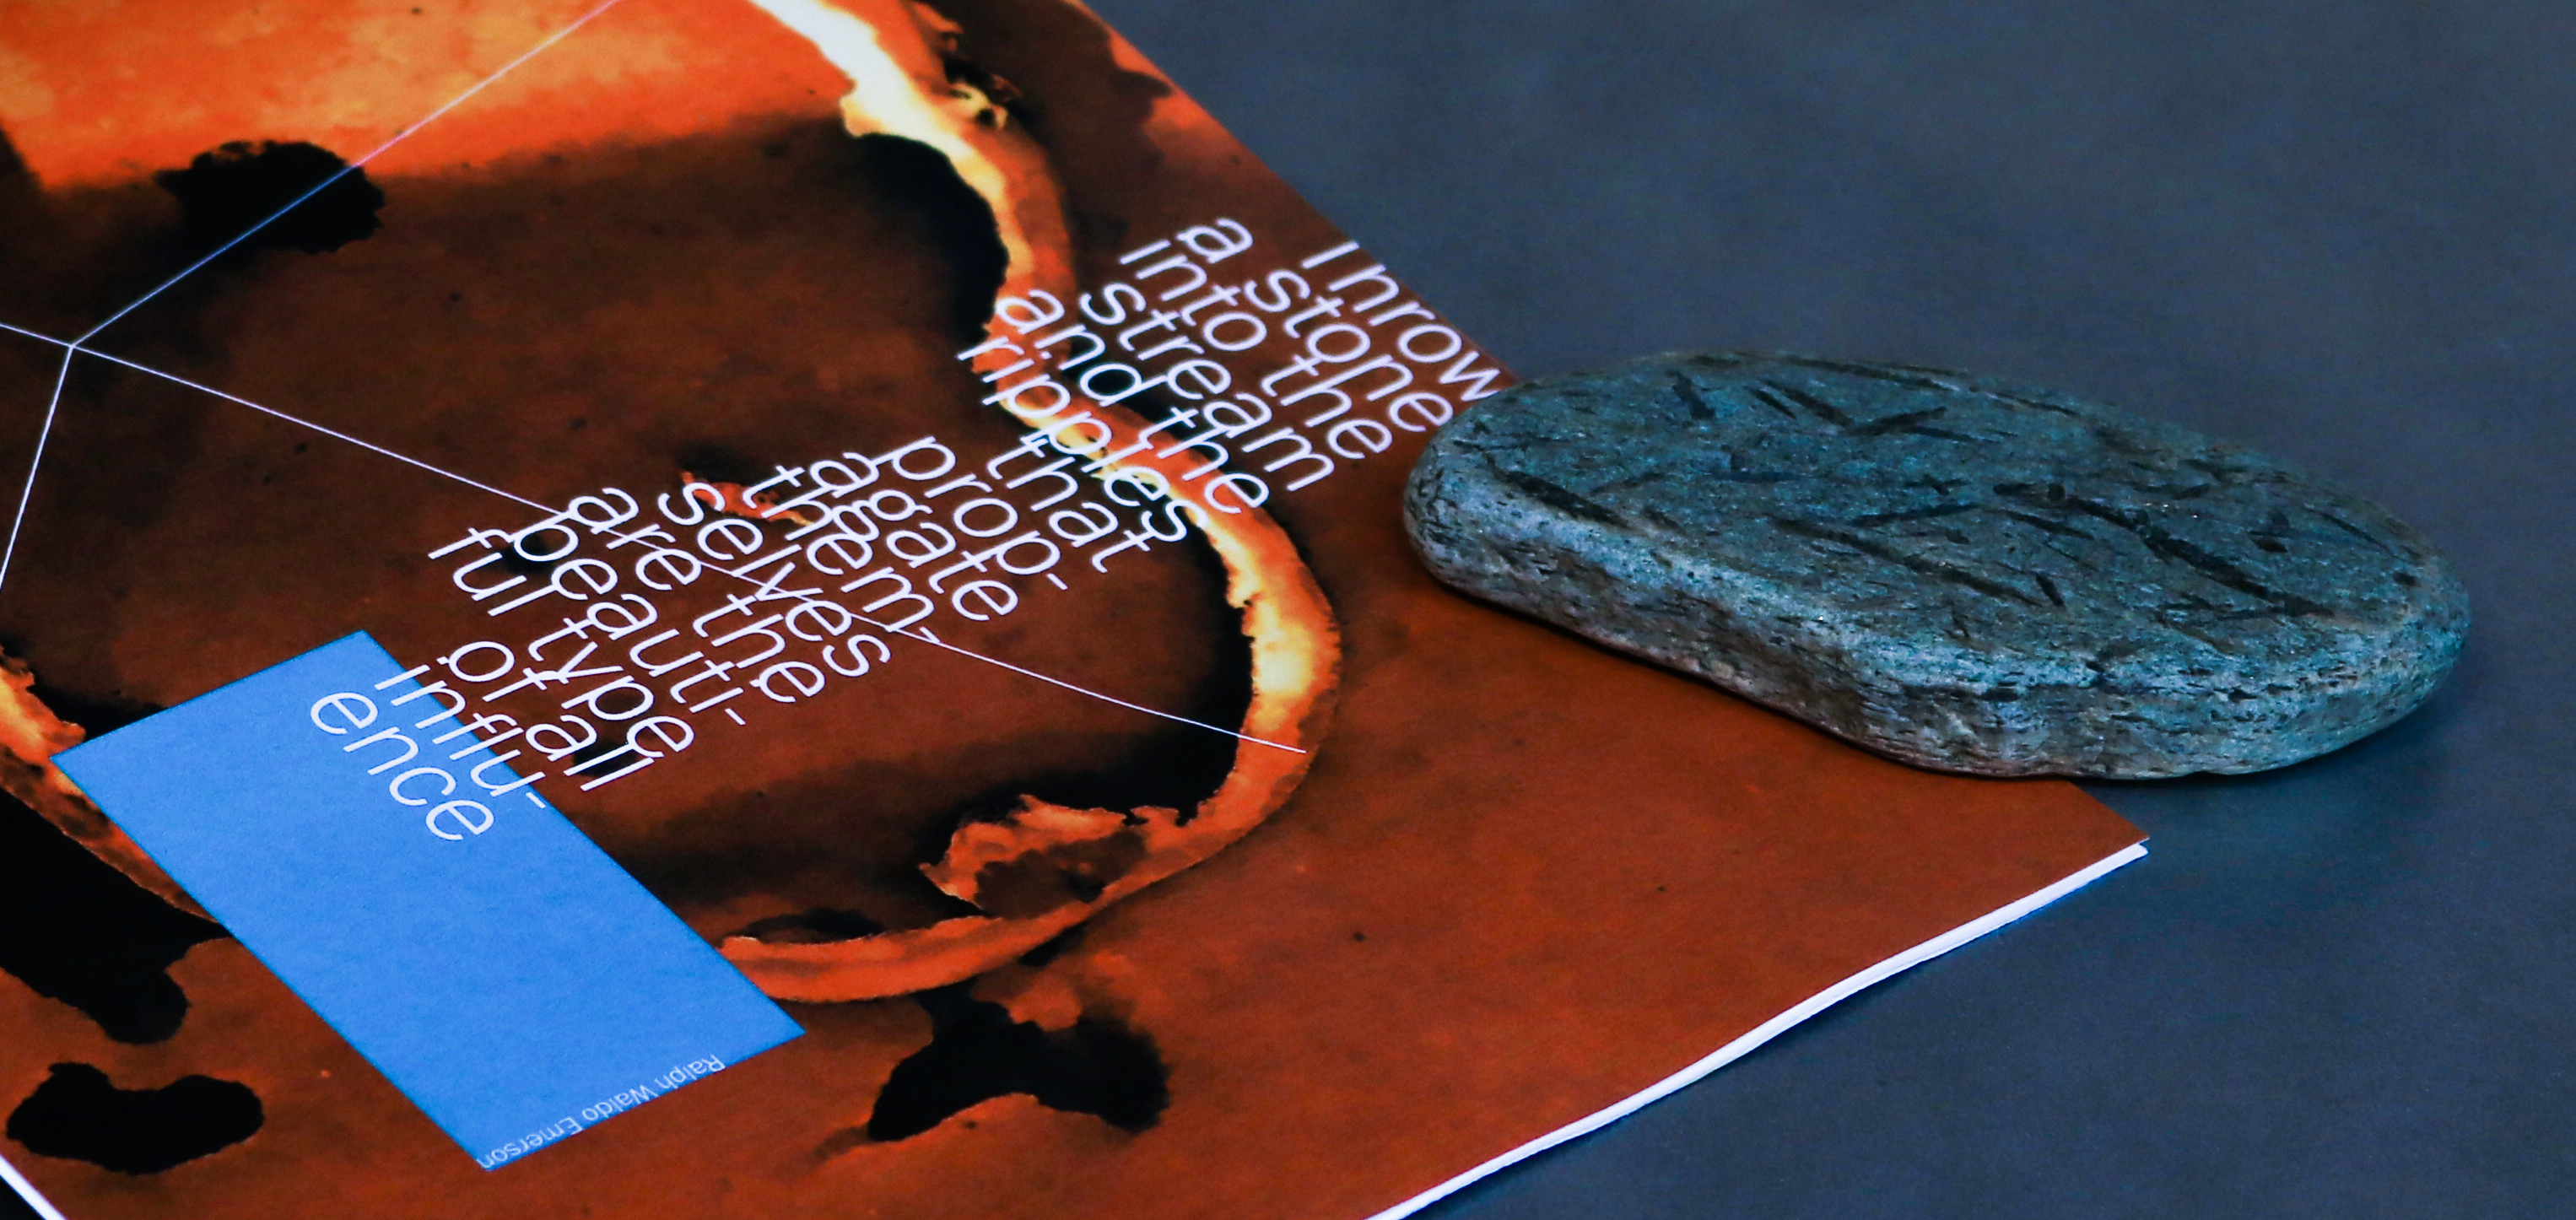 Throw
a stone
into the
stream
and the
ripples
that
prop-
agate
them-
selves
are the
beauti-
ful type
of all
influ-
ence
Ralph Waldo Emerson